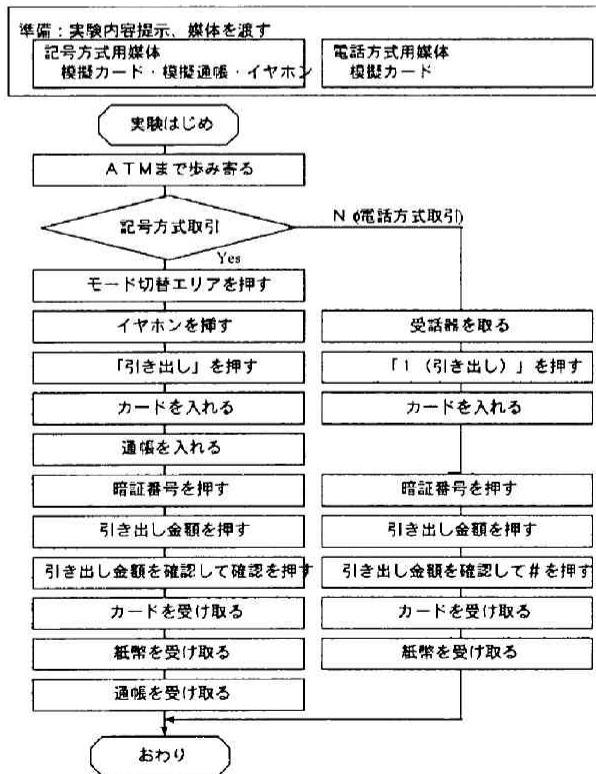 準備：実験内容提示、媒体を渡す
記号方式用媒体
模擬カード・模擬通帳・イヤホン
電話方式用媒体
模擬カード
実験はじめ
ＡＴＭまで歩み寄る
記号方式取引
Ｎo(電話方式取引)
Yes
モード切替エリアを押す
イヤホンを挿す
受話器を取る
「引き出し」を押す
「１（引き出し）」を押す
カードを入れる
カードを入れる
通帳を入れる
暗証番号を押す
暗証番号を押す
引き出し金額を押す
引き出し金額を押す
引き出し金額を確認して確認を押す
引き出し金額を確認して＃を押す
カードを受け取る
カードを受け取る
紙幣を受け取る
紙幣を受け取る
通帳を受け取る
おわり